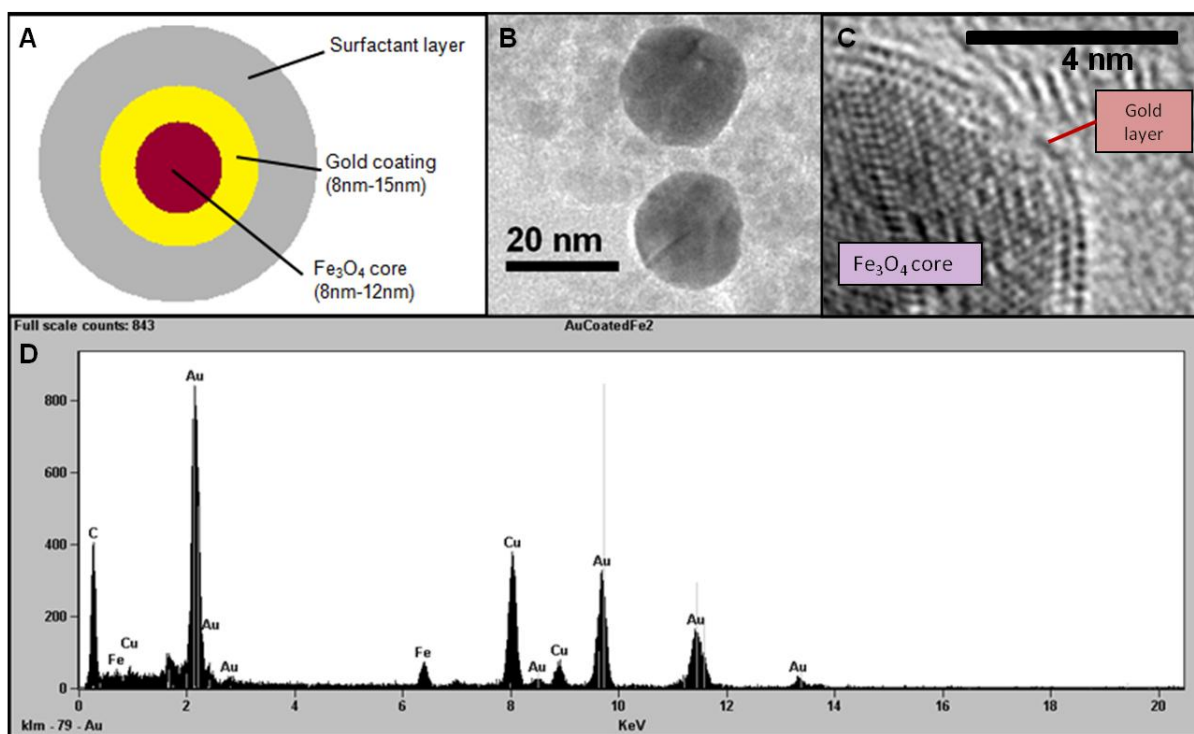 A
Surfactant layer
Gold coating
(8nm-15nm)
Fe₃O₄ core
(8nm-12nm)
B
20 nm
C
4 nm
Gold
layer
Fe₃O₄ core
Full scale counts: 843
AuCoatedFe2
D
800
600
400
200
0
C
Fe
Cu
Au
Au
Au
Fe
Cu
Au
Cu
Au
Au
Au
0
2
4
6
8
10
12
14
16
18
20
klm - 79 - Au
KeV